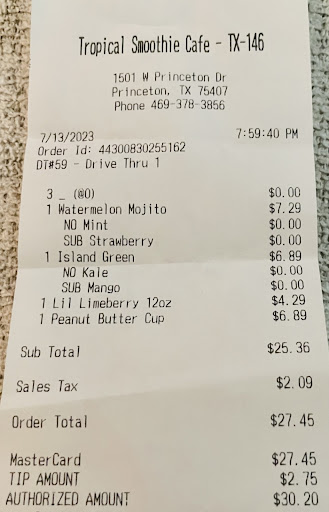 Tropical Smoothie Cafe - TX-146
1501 W Princeton Dr
Princeton, TX 75407
Phone 469-378-3856
7/13/2023 7:59:40 PM
Order Id: 44300830255162
DT#59 - Drive Thru 1
3 _ (@0) $0.00
1 Watermelon Mojito $7.29
NO Mint $0.00
SUB Strawberry $0.00
1 Island Green $6.89
NO Kale $0.00
SUB Mango $0.00
1 Lil Limeberry 12oz $4.29
1 Peanut Butter Cup $6.89
Sub Total $25.36
Sales Tax $2.09
Order Total $27.45
MasterCard $27.45
TIP AMOUNT $2.75
AUTHORIZED AMOUNT $30.20